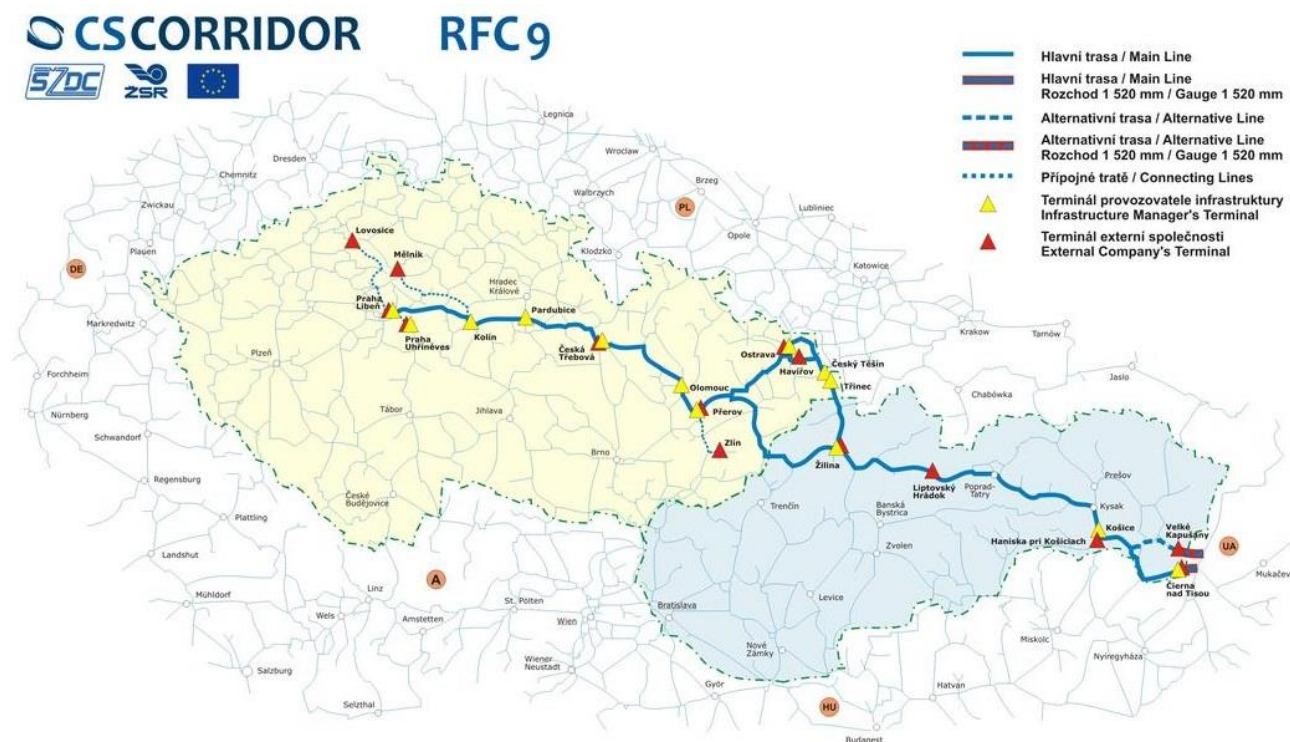 CSCORRIDOR RFC9
SŽDC ŽSR
Hlavní trasa / Main Line
Hlavní trasa / Main Line
Rozchod 1 520 mm / Gauge 1 520 mm
Alternativní trasa / Alternative Line
Alternativní trasa / Alternative Line
Rozchod 1 520 mm / Gauge 1 520 mm
Přípojné tratě / Connecting Lines
Terminál provozovatele infrastruktury
Infrastructure Manager's Terminal
Terminál externí společnosti
External Company's Terminal
Legnica
Wroclaw
Dresden
Chemnitz
Zwickau
Plauen
DE
Markredwitz
Forchheim
Nürnberg
Schwandorf
Regensburg
Plattling
Landshut
Mühldorf
Salzburg
Walbrzych
Brzeg
PL
Lubliniec
Opole
Kłodzko
Katowice
Krakow
Tarnów
Jasło
Chabówka
Lovosice
Mělník
Praha
Libeň
Praha
Uhříněves
Kolín
Hradec
Králové
Pardubice
Česká
Třebová
Olomouc
Přerov
Zlín
Ostrava
Havířov
Český Těšín
Třinec
Plzeň
Tábor
Jihlava
Brno
České
Budějovice
Žilina
Liptovský
Hrádok
Poprad-
Tatry
Prešov
Kysak
Košice
Haniska pri Košiciach
Velké
Kapušany
Čierna
nad Tisou
UA
Mukačev
Trenčín
Banská
Bystrica
Zvolen
Levice
Bratislava
Nové
Zámky
A
Linz
Wels
Amstetten
St. Pölten
Wien
Wiener
Neustadt
Selzthal
Győr
HU
Budapest
Hatvan
Miskolc
Nyíregyháza